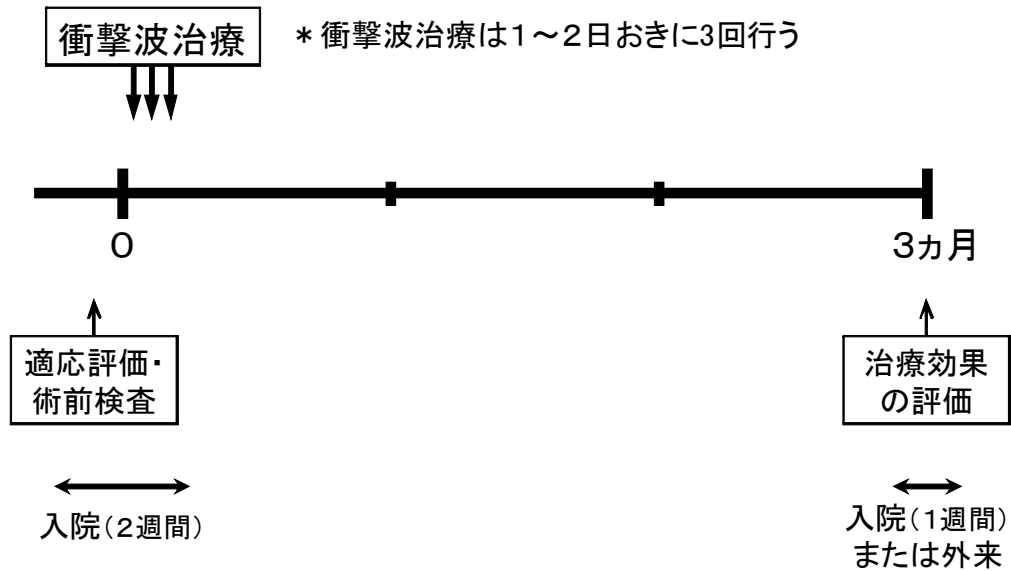 衝撃波治療
＊衝撃波治療は1～2日おきに3回行う
0
3ヵ月
適応評価・
術前検査
治療効果
の評価
入院(2週間)
入院(1週間)
または外来